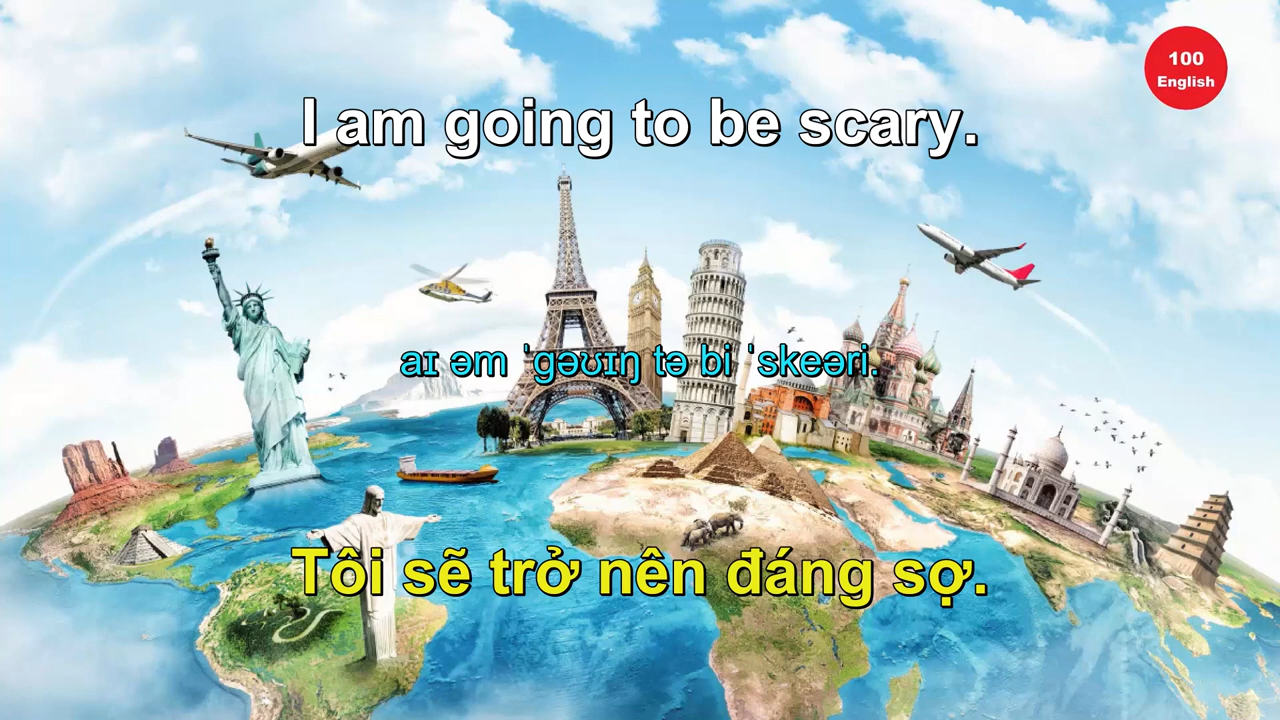 100
English
I am going to be scary.
aɪ əm ˈgəʊɪŋ tə bi ˈskeəri.
Tôi sẽ trở nên đáng sợ.